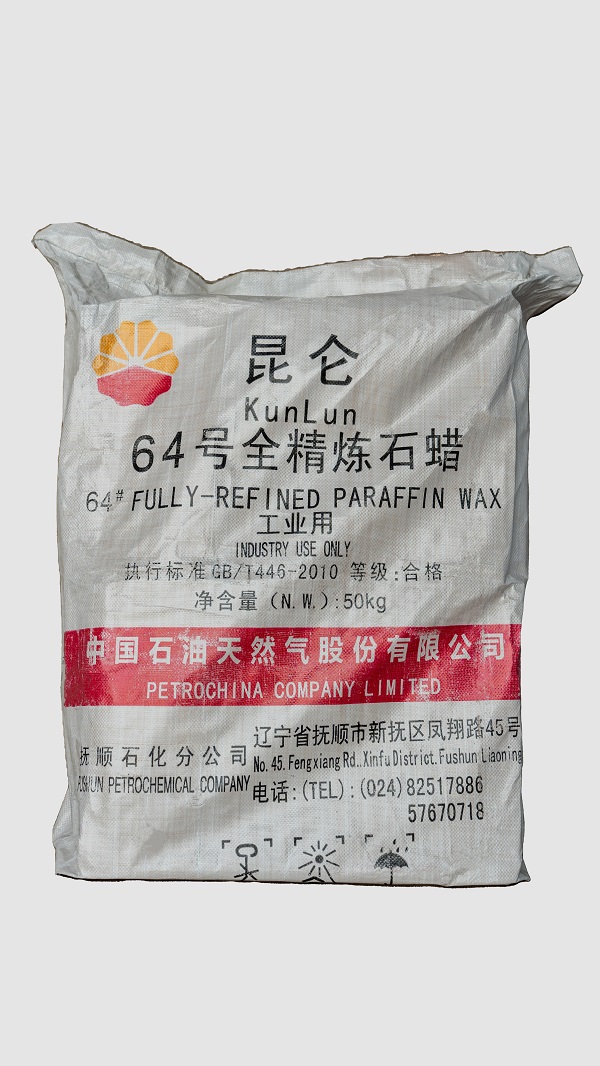 昆仑
KunLun
64号全精炼石蜡
64# FULLY-REFINED PARAFFIN WAX
工业用
INDUSTRY USE ONLY
执行标准 GB/T446-2010 等级:合格
净含量 (N.W.):50kg
中国石油天然气股份有限公司
PETROCHINA COMPANY LIMITED
抚顺石化分公司
FUSHUN PETROCHEMICAL COMPANY
辽宁省抚顺市新抚区凤翔路45号
No.45.Fengxiang Rd.,Xinfu District.Fushun Liaoning
电话:(TEL):(024)82517886
57670718